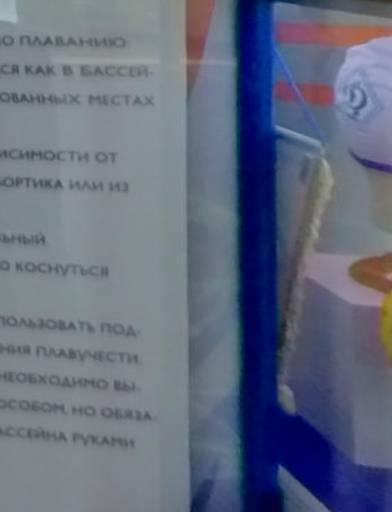 ПО ПЛАВАНИЮ
СЯ КАК В БАССЕЙ-
ОВАННЫХ МЕСТАХ
ИСИМОСТИ ОТ
БОРТИКА ИЛИ ИЗ
ЬНЫЙ
О КОСНУТЬСЯ
ПОЛЬЗОВАТЬ ПОД-
НИЯ ПЛАВУЧЕСТИ.
НЕОБХОДИМО ВЫ-
ОСОБОМ, НО ОБЯЗА-
АССЕЙНА РУКАМИ